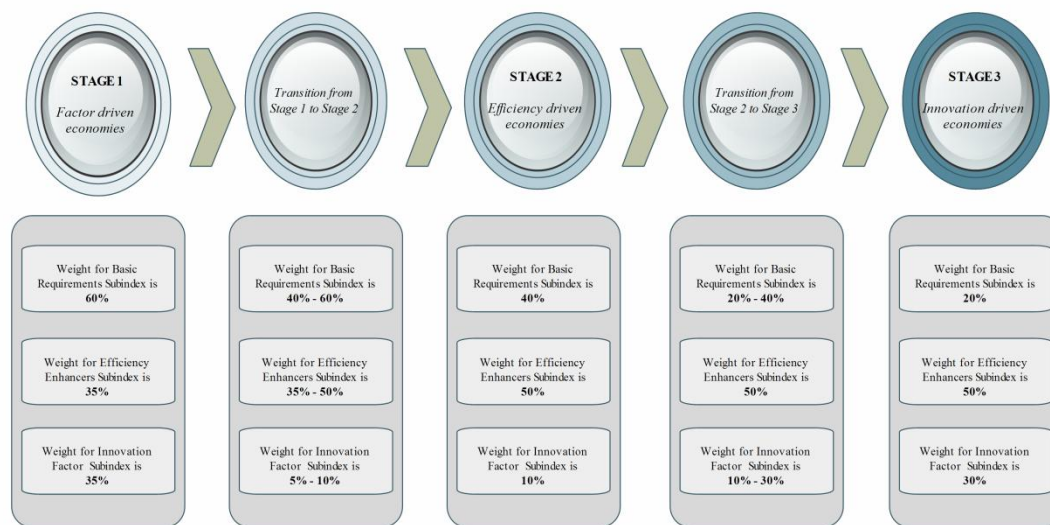 STAGE 1
Factor driven
economies
Transition from
Stage 1 to Stage 2
STAGE 2
Efficiency driven
economies
Transition from
Stage 2 to Stage 3
STAGE 3
Innovation driven
economies
Weight for Basic
Requirements Subindex is
60%
Weight for Efficiency
Enhancers Subindex is
35%
Weight for Innovation
Factor Subindex is
35%
Weight for Basic
Requirements Subindex is
40% - 60%
Weight for Efficiency
Enhancers Subindex is
35% - 50%
Weight for Innovation
Factor Subindex is
5% - 10%
Weight for Basic
Requirements Subindex is
40%
Weight for Efficiency
Enhancers Subindex is
50%
Weight for Innovation
Factor Subindex is
10%
Weight for Basic
Requirements Subindex is
20% - 40%
Weight for Efficiency
Enhancers Subindex is
50%
Weight for Innovation
Factor Subindex is
10% - 30%
Weight for Basic
Requirements Subindex is
20%
Weight for Efficiency
Enhancers Subindex is
50%
Weight for Innovation
Factor Subindex is
30%